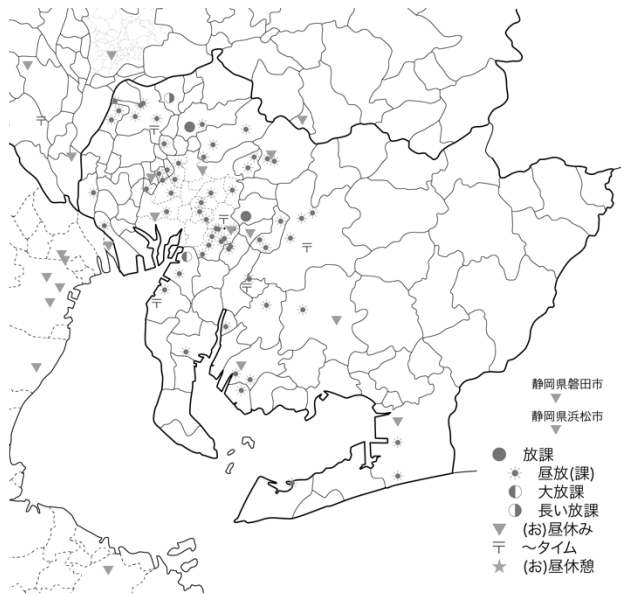 静岡県磐田市
静岡県浜松市
放課
昼放(課)
大放課
長い放課
(お)昼休み
～タイム
(お)昼休憩